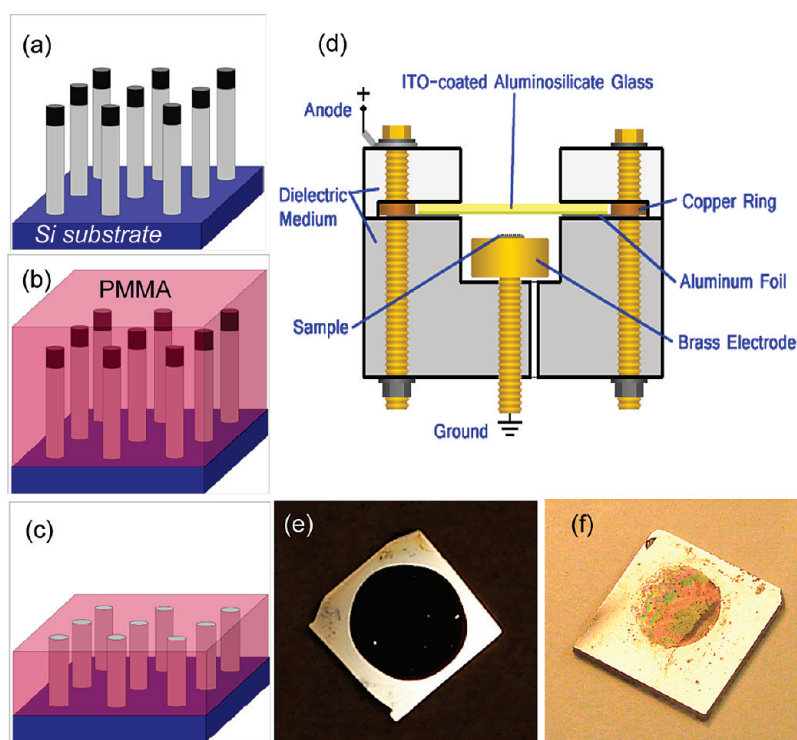 (a)
Si substrate
(b)
PMMA
(c)
(d)
ITO-coated Aluminosilicate Glass
+
Anode
Dielectric
Medium
Copper Ring
Aluminum Foil
Sample
Brass Electrode
Ground
(e)
(f)